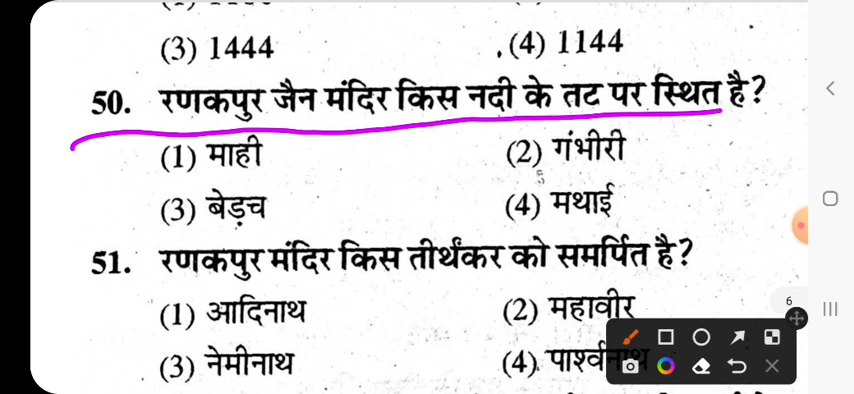 (3) 1444 (4) 1144
50. रणकपुर जैन मंदिर किस नदी के तट पर स्थित है?
(1) माही (2) गंभीरी
(3) बेड़च (4) मथाई
51. रणकपुर मंदिर किस तीर्थंकर को समर्पित है?
(1) आदिनाथ (2) महावीर
6
(3) नेमीनाथ (4) पार्श्वनाथ